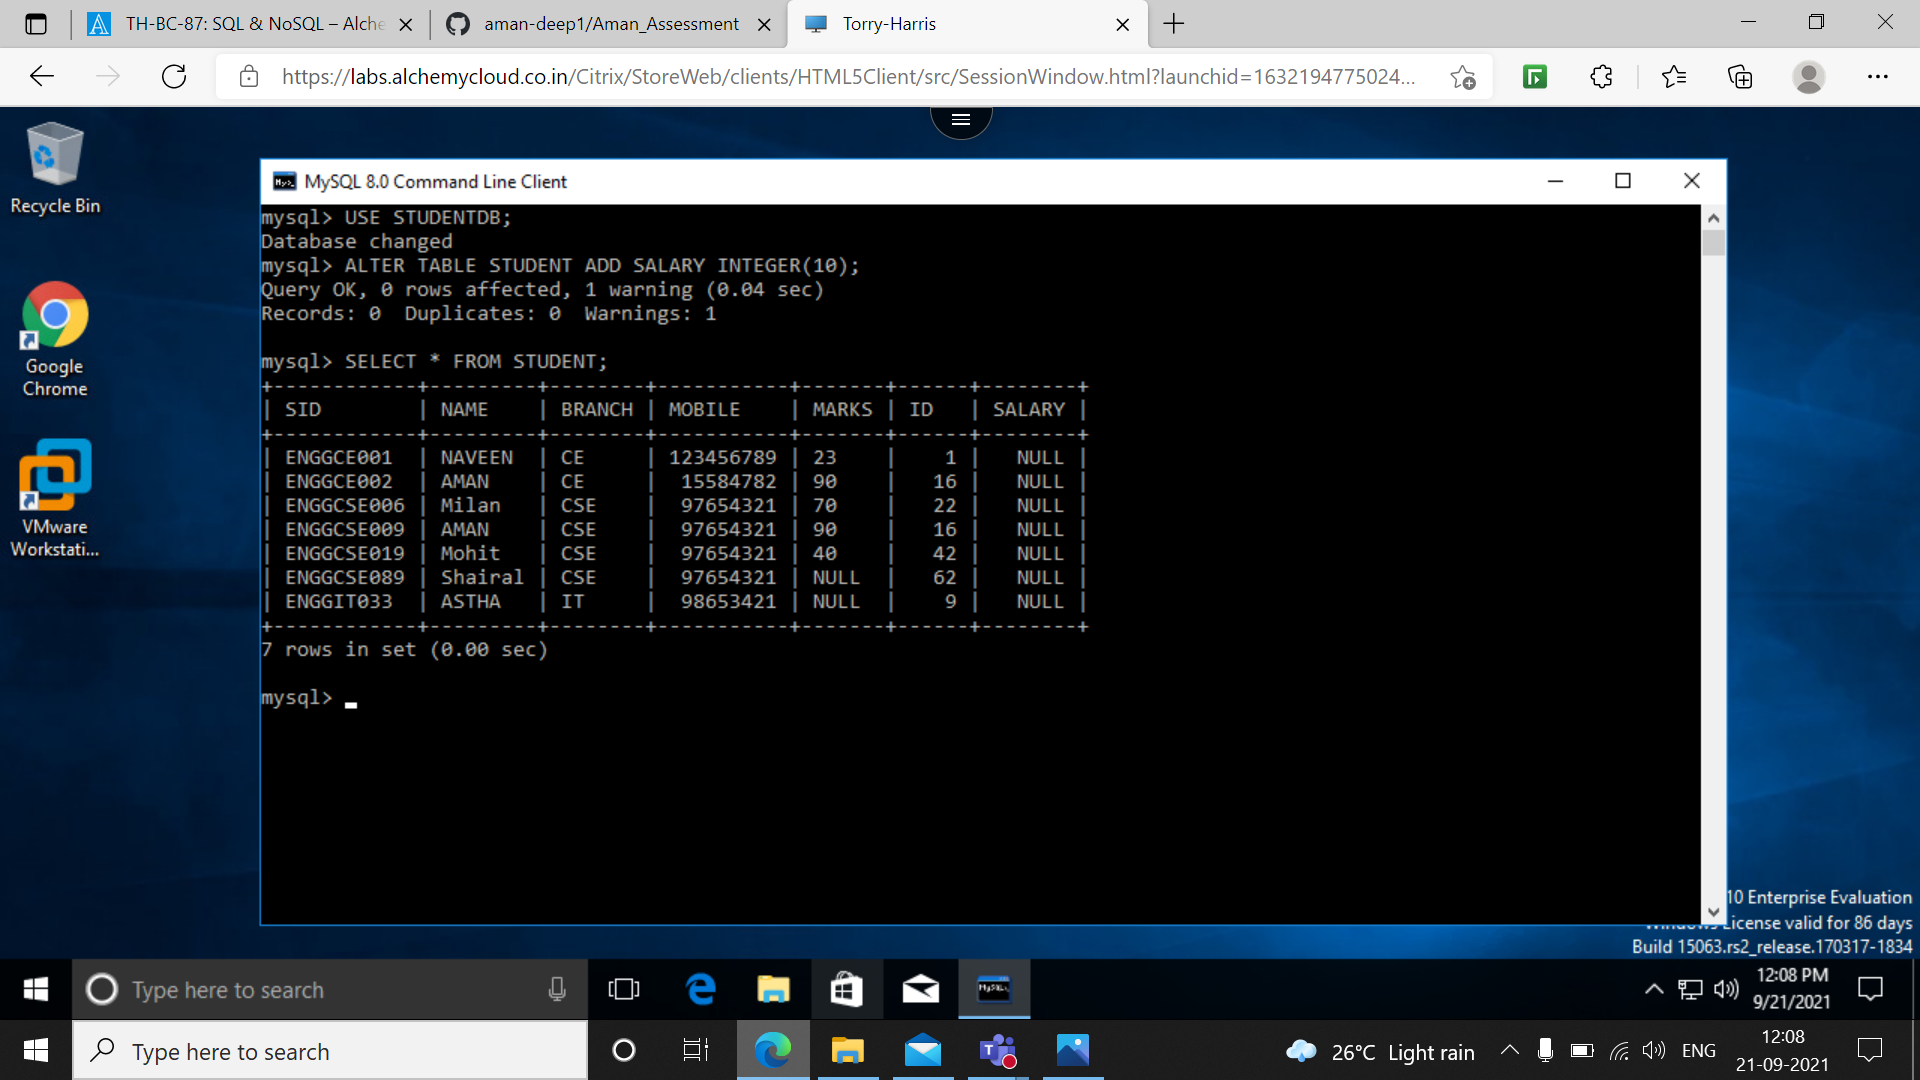 TH-BC-87: SQL & NoSQL – Alche
aman-deep1/Aman_Assessment
Torry-Harris
https://labs.alchemycloud.co.in/Citrix/StoreWeb/clients/HTML5Client/src/SessionWindow.html?launchid=1632194775024...
Recycle Bin
Google
Chrome
VMware
Workstati...
MySQL 8.0 Command Line Client
mysql> USE STUDENTDB;
Database changed
mysql> ALTER TABLE STUDENT ADD SALARY INTEGER(10);
Query OK, 0 rows affected, 1 warning (0.04 sec)
Records: 0  Duplicates: 0  Warnings: 1
mysql> SELECT * FROM STUDENT;
+------------+---------+--------+-----------+-------+------+--------+
| SID        | NAME    | BRANCH | MOBILE    | MARKS | ID   | SALARY |
+------------+---------+--------+-----------+-------+------+--------+
| ENGGCE001  | NAVEEN  | CE     | 123456789 | 23    |    1 |   NULL |
| ENGGCE002  | AMAN    | CE     |  15584782 | 90    |   16 |   NULL |
| ENGGCSE006 | Milan   | CSE    |  97654321 | 70    |   22 |   NULL |
| ENGGCSE009 | AMAN    | CSE    |  97654321 | 90    |   16 |   NULL |
| ENGGCSE019 | Mohit   | CSE    |  97654321 | 40    |   42 |   NULL |
| ENGGCSE089 | Shairal | CSE    |  97654321 | NULL  |   62 |   NULL |
| ENGGIT033  | ASTHA   | IT     |  98653421 | NULL  |    9 |   NULL |
+------------+---------+--------+-----------+-------+------+--------+
7 rows in set (0.00 sec)
mysql>
10 Enterprise Evaluation
Windows License valid for 86 days
Build 15063.rs2_release.170317-1834
Type here to search
12:08 PM
9/21/2021
Type here to search
26°C Light rain
ENG
12:08
21-09-2021